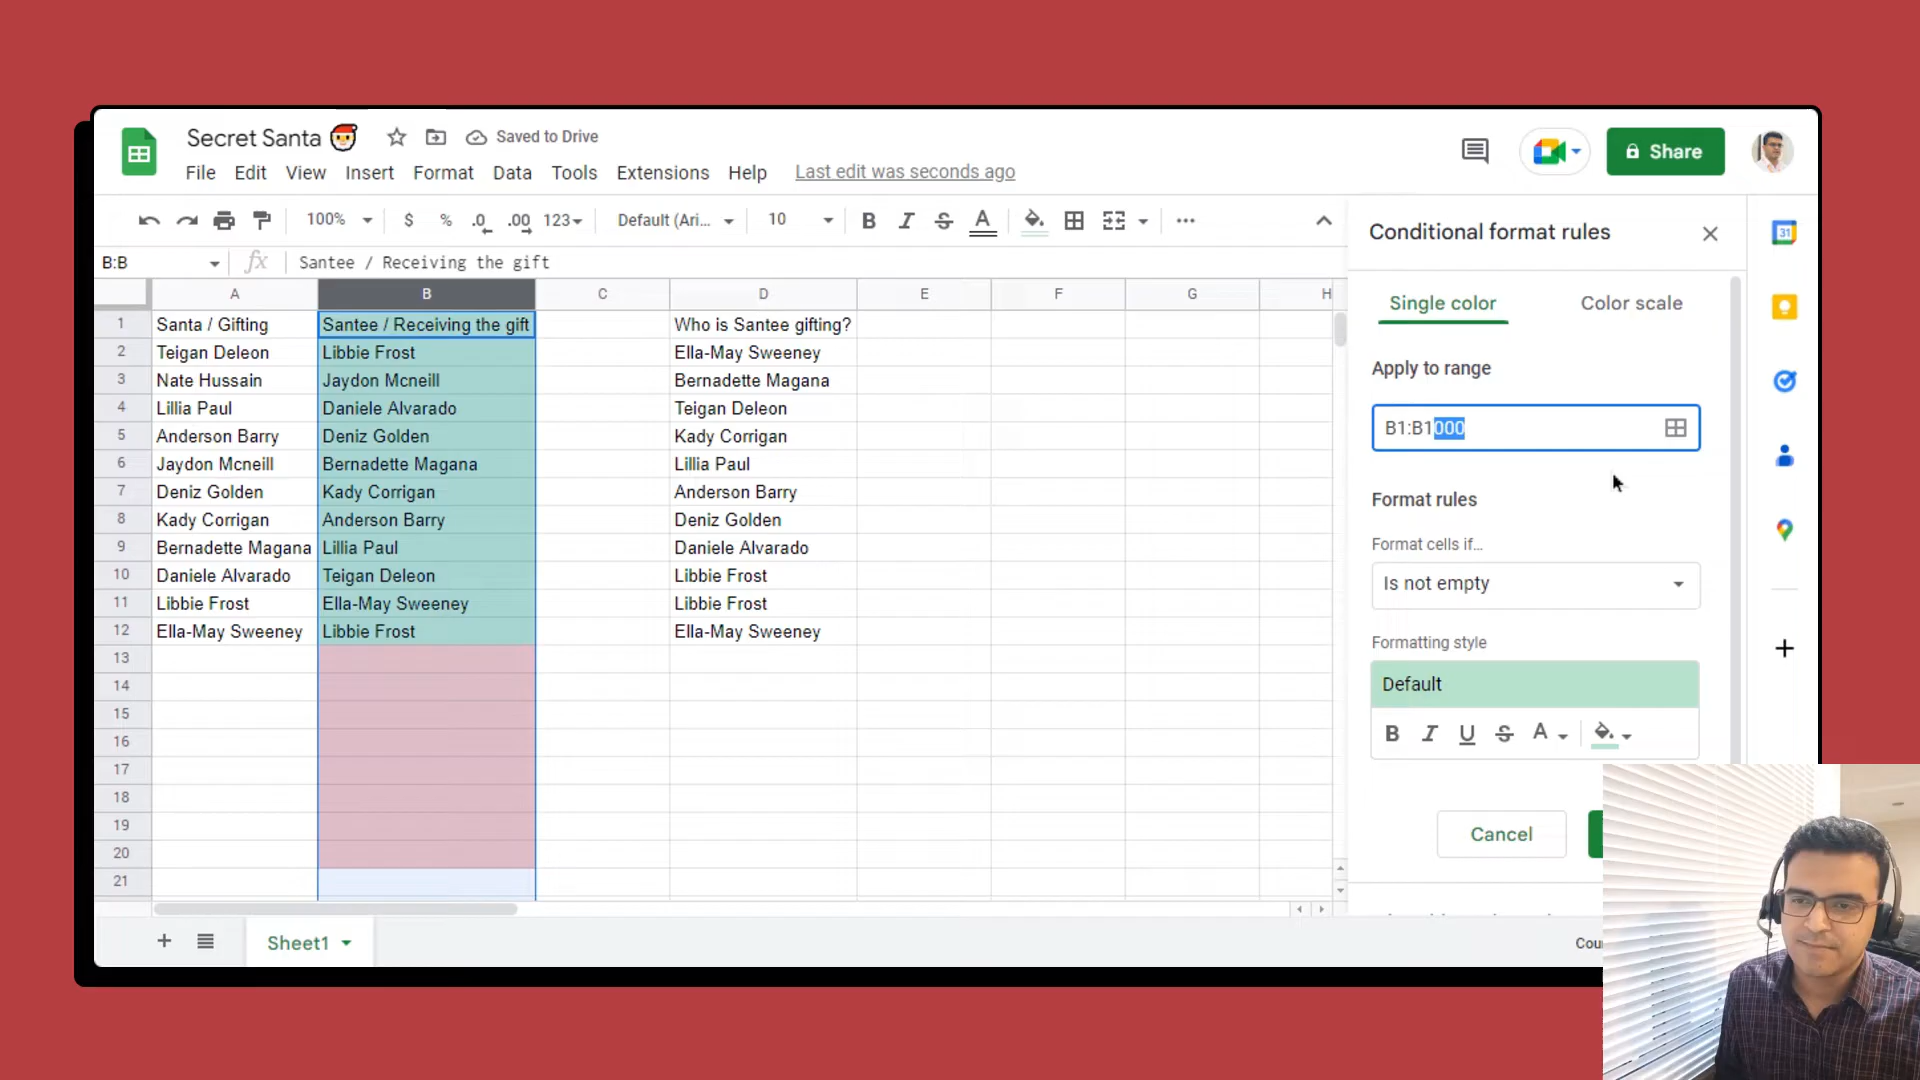 Secret Santa
Saved to Drive
Share
File Edit View Insert Format Data Tools Extensions Help Last edit was seconds ago
100% $ % .0 .00 123 Default (Ari... 10 B I S A
Conditional format rules
31
B:B fx Santee / Receiving the gift
A B C D E F G H
Single color Color scale
1 Santa / Gifting Santee / Receiving the gift Who is Santee gifting?
2 Teigan Deleon Libbie Frost Ella-May Sweeney
3 Nate Hussain Jaydon Mcneill Bernadette Magana
4 Lillia Paul Daniele Alvarado Teigan Deleon
5 Anderson Barry Deniz Golden Kady Corrigan
6 Jaydon Mcneill Bernadette Magana Lillia Paul
7 Deniz Golden Kady Corrigan Anderson Barry
8 Kady Corrigan Anderson Barry Deniz Golden
9 Bernadette Magana Lillia Paul Daniele Alvarado
10 Daniele Alvarado Teigan Deleon Libbie Frost
11 Libbie Frost Ella-May Sweeney Libbie Frost
12 Ella-May Sweeney Libbie Frost Ella-May Sweeney
13
14
15
16
17
18
19
20
21
Apply to range
B1:B1000
Format rules
Format cells if...
Is not empty
Formatting style
Default
B I U S A
Cancel
Sheet1
Cou